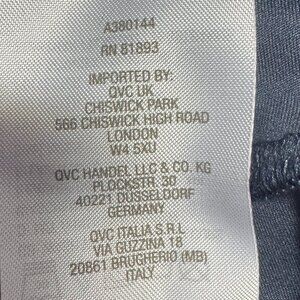 A380144
RN 81893
IMPORTED BY:
QVC UK
CHISWICK PARK
566 CHISWICK HIGH ROAD
LONDON
W4 5XU
QVC HANDEL LLC & CO. KG
PLOCKSTR. 30
40221 DUSSELDORF
GERMANY
QVC ITALIA S.R.L
VIA GUZZINA 18
20861 BRUGHERIO (MB)
ITALY